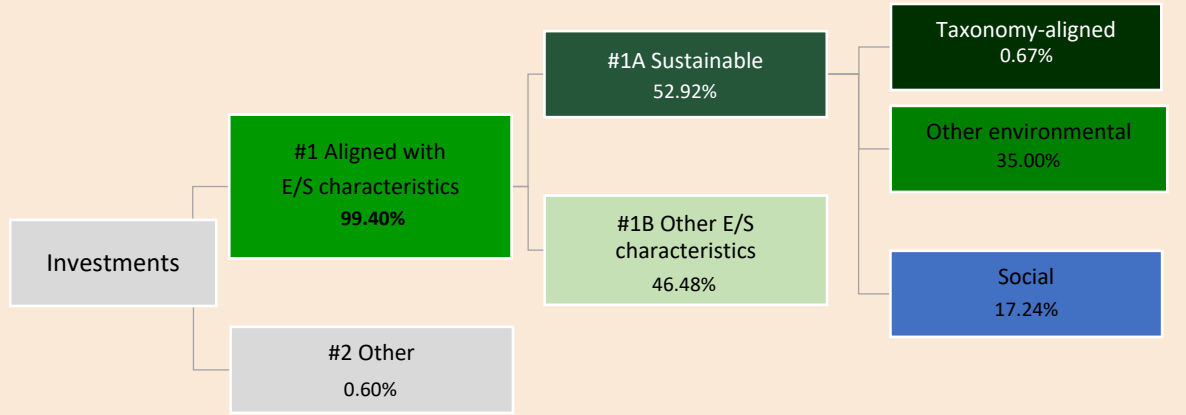 Investments
#1 Aligned with
E/S characteristics
99.40%
#2 Other
0.60%
#1A Sustainable
52.92%
#1B Other E/S
characteristics
46.48%
Taxonomy-aligned
0.67%
Other environmental
35.00%
Social
17.24%